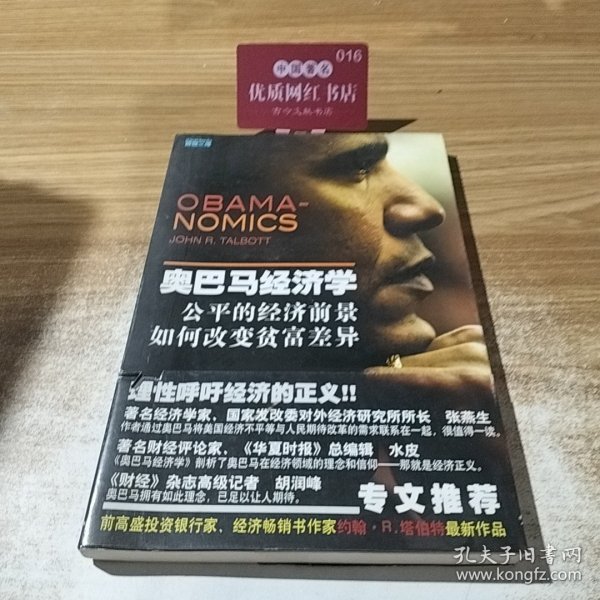 016
中国著名
优质网红书店
OBAMA-
NOMICS
JOHN R. TALBOTT
奥巴马经济学
公平的经济前景
如何改变贫富差异
理性呼吁经济的正义!!
著名经济学家、国家发改委对外经济研究所所长 张燕生
作者通过奥巴马将美国经济不平等与人民期待改革的需求联系在一起，很值得一读。
著名财经评论家、《华夏时报》总编辑 水皮
《奥巴马经济学》剖析了奥巴马在经济领域的理念和信仰——那就是经济正义。
《财经》杂志高级记者 胡润峰
奥巴马拥有如此理念，已足以让人期待。
专文推荐
前高盛投资银行家、经济畅销书作家约翰·R.塔伯特最新作品
孔夫子旧书网
www.kongfz.com